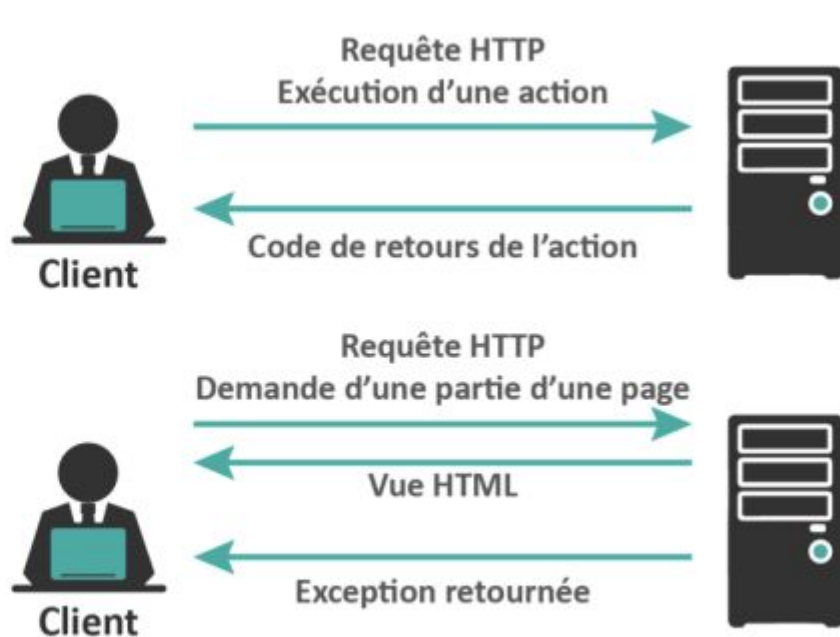 Requête HTTP
Exécution d'une action
Code de retours de l'action
Client
Requête HTTP
Demande d'une partie d'une page
Vue HTML
Exception retournée
Client